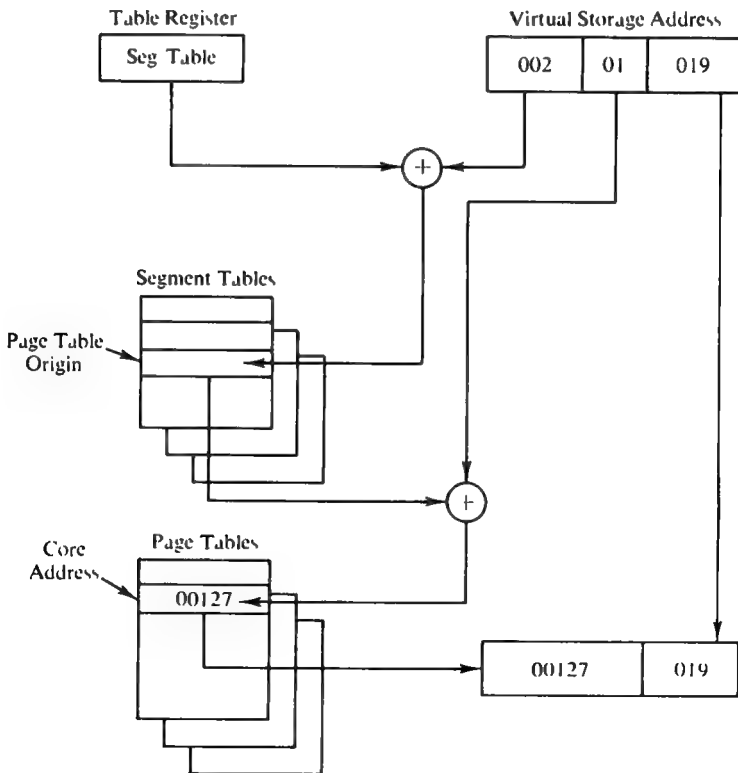 Table Register
Seg Table
Virtual Storage Address
002 01 019
+
Segment Tables
Page Table
Origin
+
Page Tables
Core
Address
00127
00127 019